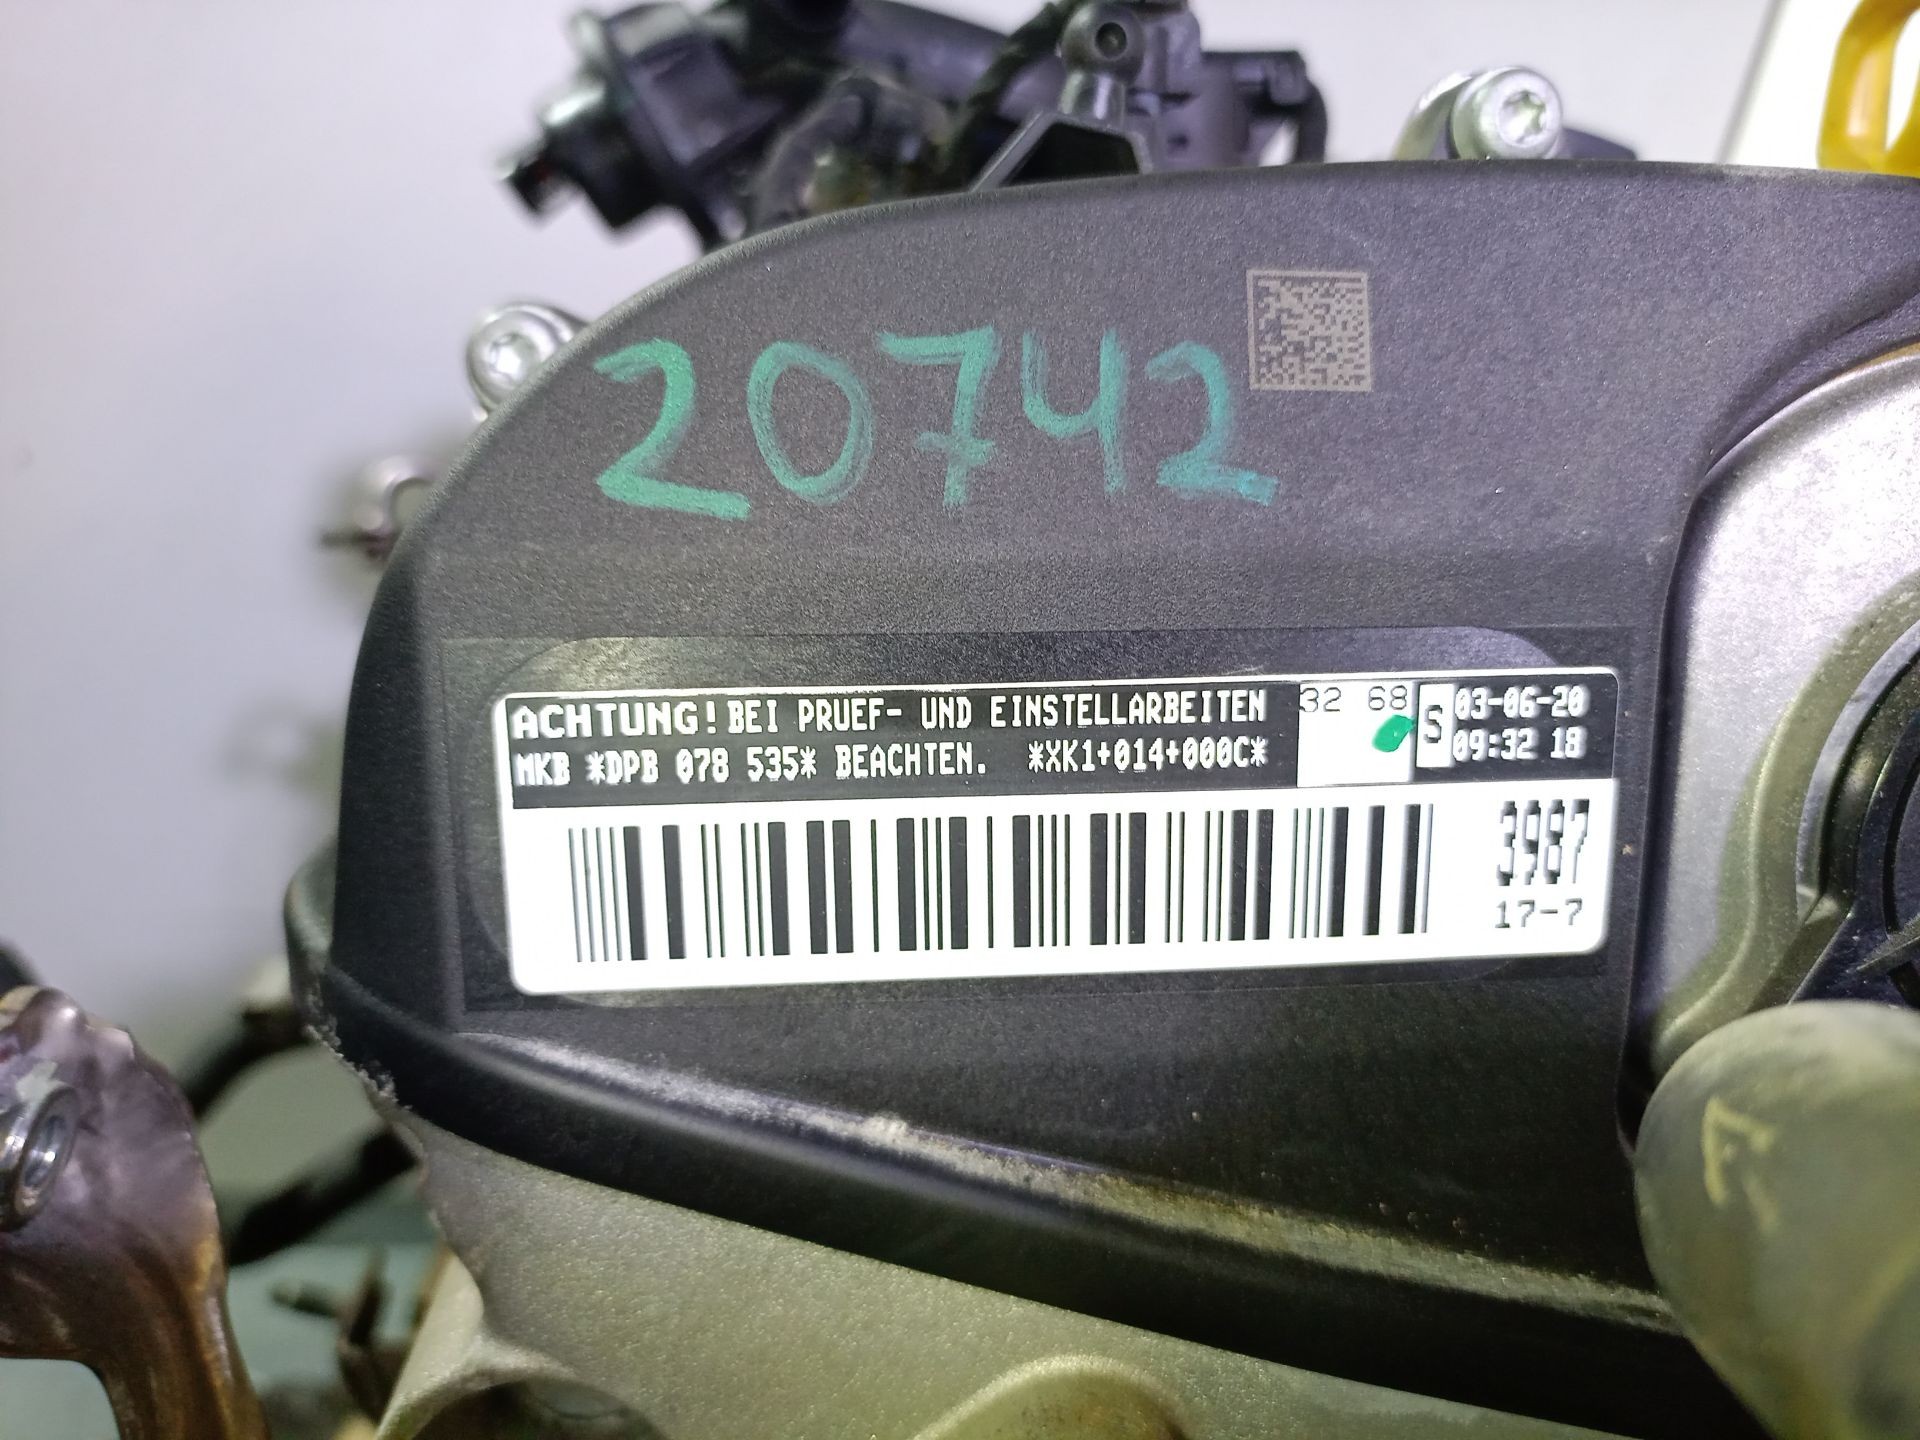 20742
ACHTUNG! BEI PRUEF- UND EINSTELLARBEITEN
MKB *DPB 078 535* BEACHTEN. *XK1+014+000C*
32 68
S
03-06-20
09:32 18
3987
17-7